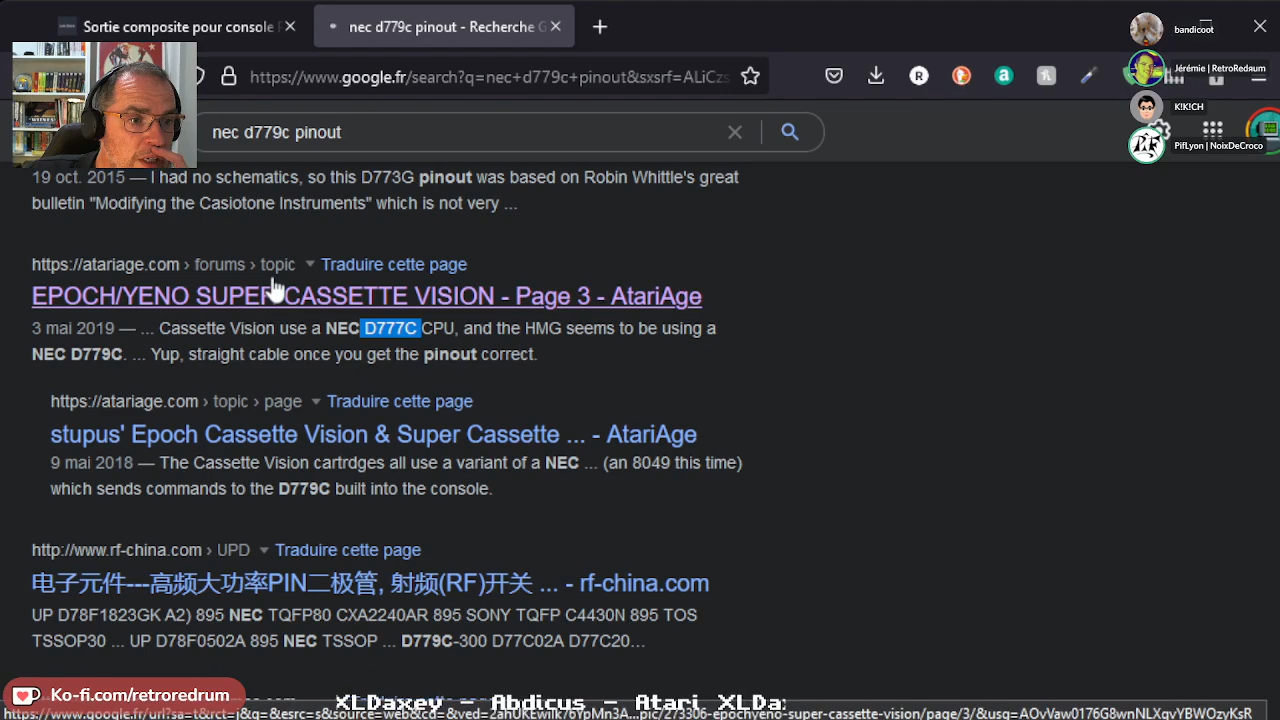 Sortie composite pour console
nec d779c pinout - Recherche G
https://www.google.fr/search?q=nec+d779c+pinout&sxsrf=ALiCzs
bandicoot
Jérémie | RetroRedaum
K!K!CH
PifLyon | NoixDeCroco
nec d779c pinout
19 oct. 2015 — I had no schematics, so this D773G pinout was based on Robin Whittle's great
bulletin "Modifying the Casiotone Instruments" which is not very ...
https://atariage.com › forums › topic Traduire cette page
EPOCH/YENO SUPER CASSETTE VISION - Page 3 - AtariAge
3 mai 2019 — ... Cassette Vision use a NEC D777C CPU, and the HMG seems to be using a
NEC D779C. ... Yup, straight cable once you get the pinout correct.
https://atariage.com › topic › page Traduire cette page
stupus' Epoch Cassette Vision & Super Cassette ... - AtariAge
9 mai 2018 — The Cassette Vision cartrdges all use a variant of a NEC ... (an 8049 this time)
which sends commands to the D779C built into the console.
http://www.rf-china.com › UPD Traduire cette page
电子元件---高频大功率PIN二极管, 射频(RF)开关 ... - rf-china.com
UP D78F1823GK A2) 895 NEC TQFP80 CXA2240AR 895 SONY TQFP C4430N 895 TOS
TSSOP30 ... UP D78F0502A 895 NEC TSSOP ... D779C-300 D77C02A D77C20...
Ko-fi.com/retroredrum
XLDaxey — Abdicus — Atari XLDa